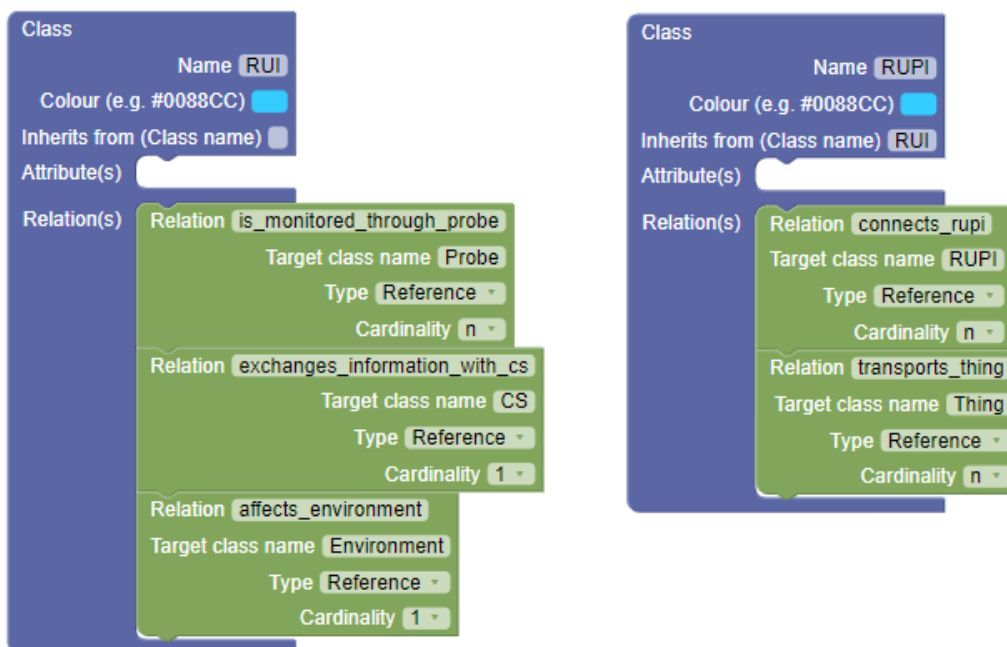 Class
Name RUI
Colour (e.g. #0088CC)
Inherits from (Class name)
Attribute(s)
Relation(s) Relation is_monitored_through_probe
Target class name Probe
Type Reference
Cardinality n
Relation exchanges_information_with_cs
Target class name CS
Type Reference
Cardinality 1
Relation affects_environment
Target class name Environment
Type Reference
Cardinality 1
Class
Name RUPI
Colour (e.g. #0088CC)
Inherits from (Class name) RUI
Attribute(s)
Relation(s) Relation connects_rupi
Target class name RUPI
Type Reference
Cardinality n
Relation transports_thing
Target class name Thing
Type Reference
Cardinality n